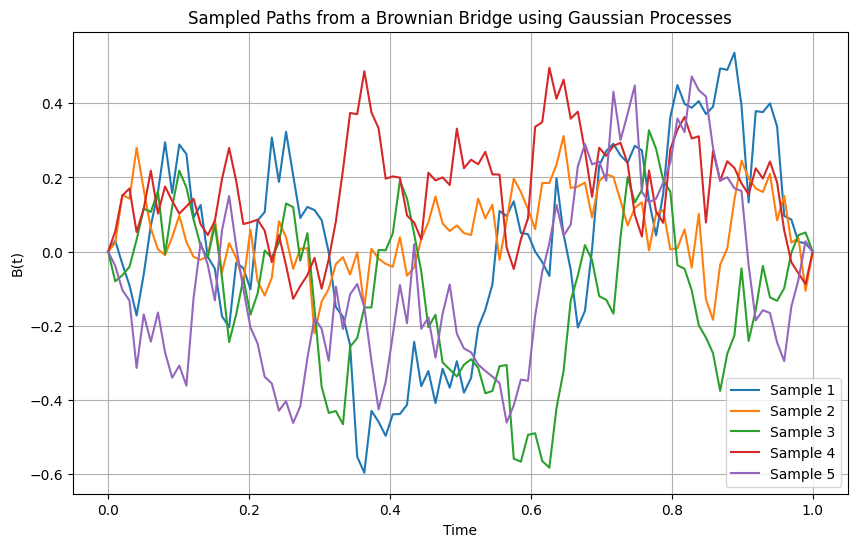 Sampled Paths from a Brownian Bridge using Gaussian Processes
B(t)
0.4
0.2
0.0
−0.2
−0.4
−0.6
0.0 0.2 0.4 0.6 0.8 1.0
Time
Sample 1
Sample 2
Sample 3
Sample 4
Sample 5